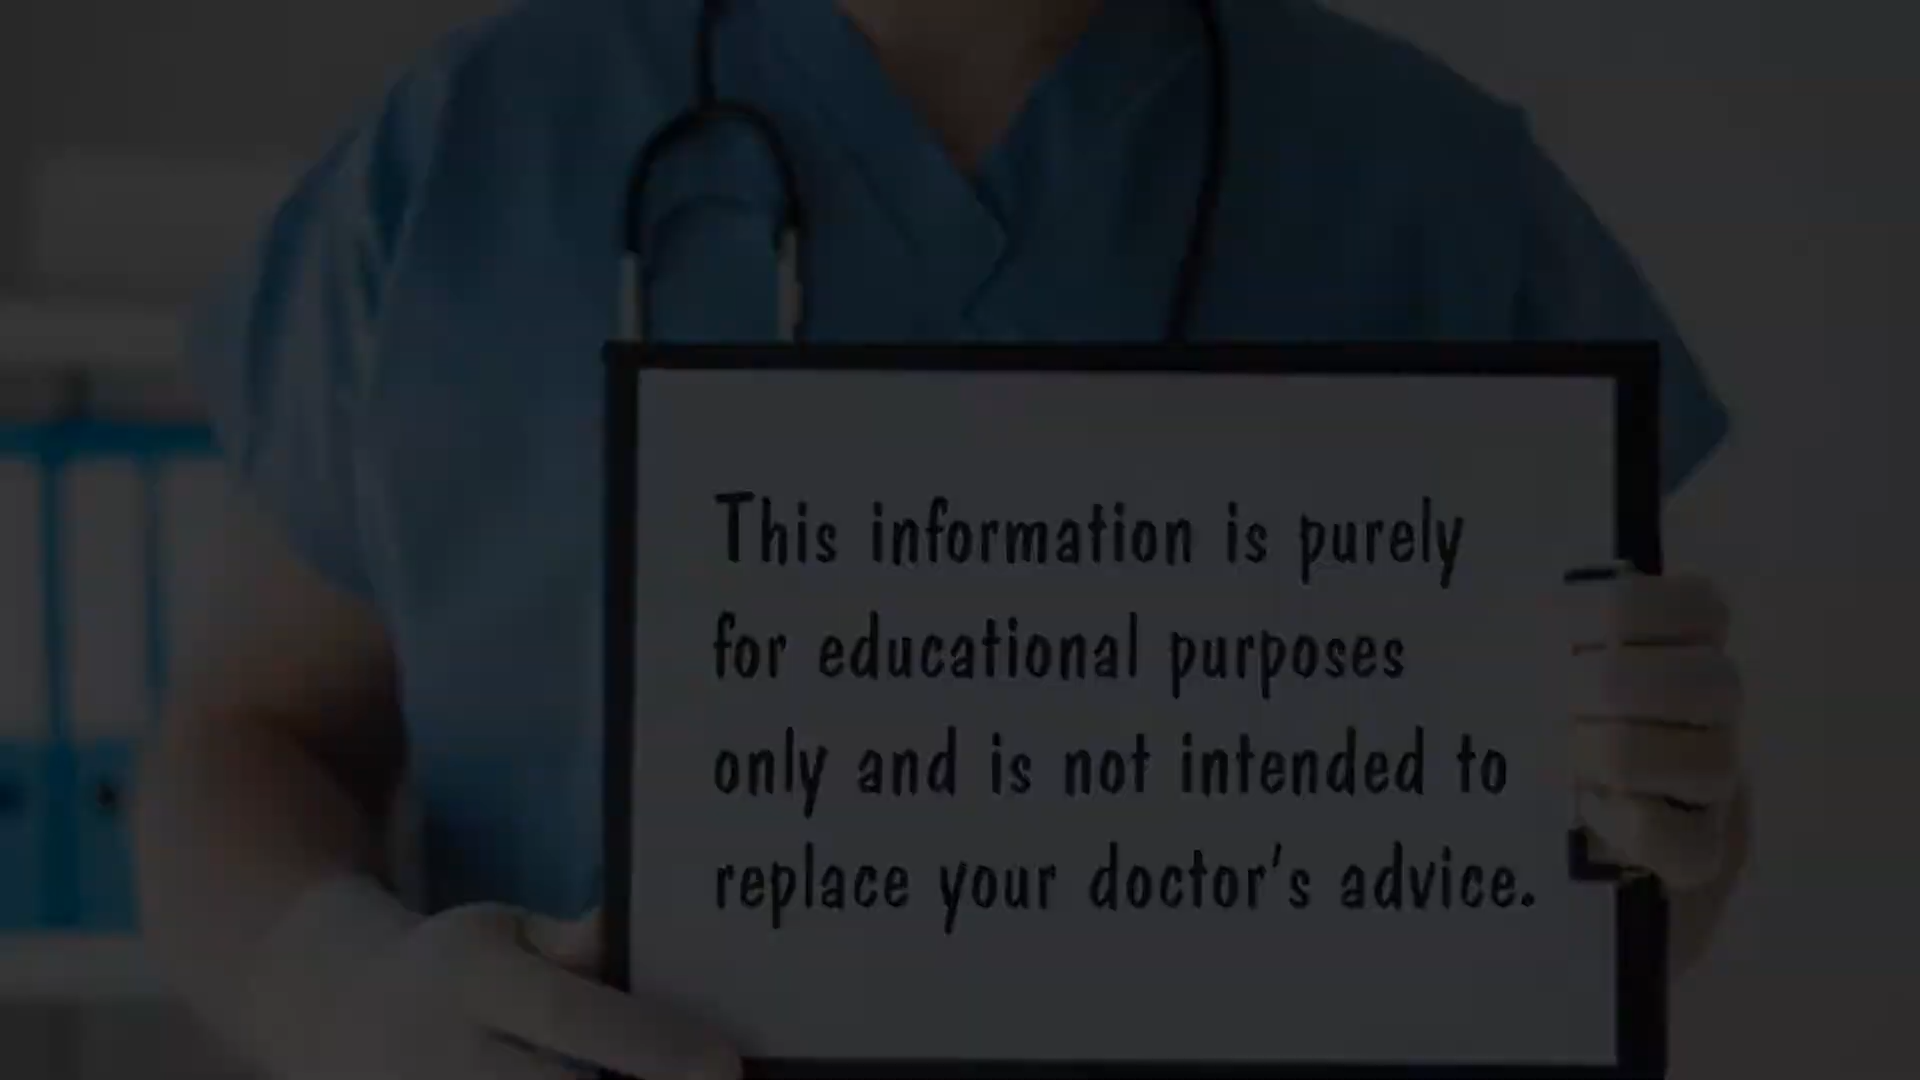 This information is purely
for educational purposes
only and is not intended to
replace your doctor's advice.